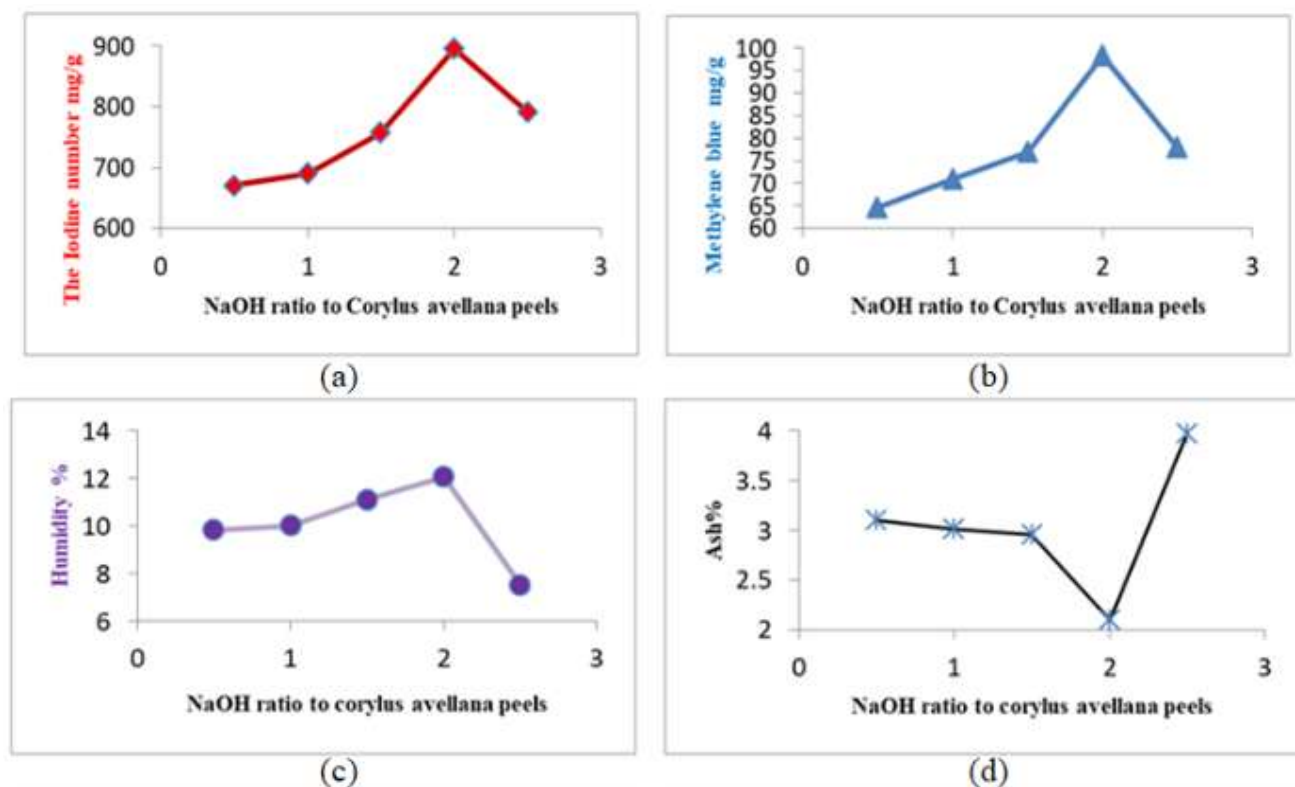 The Iodine number mg/g
900
800
700
600
0 1 2 3
NaOH ratio to Corylus avellana peels
(a)
Methylene blue mg/g
100
95
90
85
80
75
70
65
60
0 1 2 3
NaOH ratio to Corylus avellana peels
(b)
Humidity %
14
12
10
8
6
0 1 2 3
NaOH ratio to corylus avellana peels
(c)
Ash%
4
3.5
3
2.5
2
0 1 2 3
NaOH ratio to corylus avellana peels
(d)